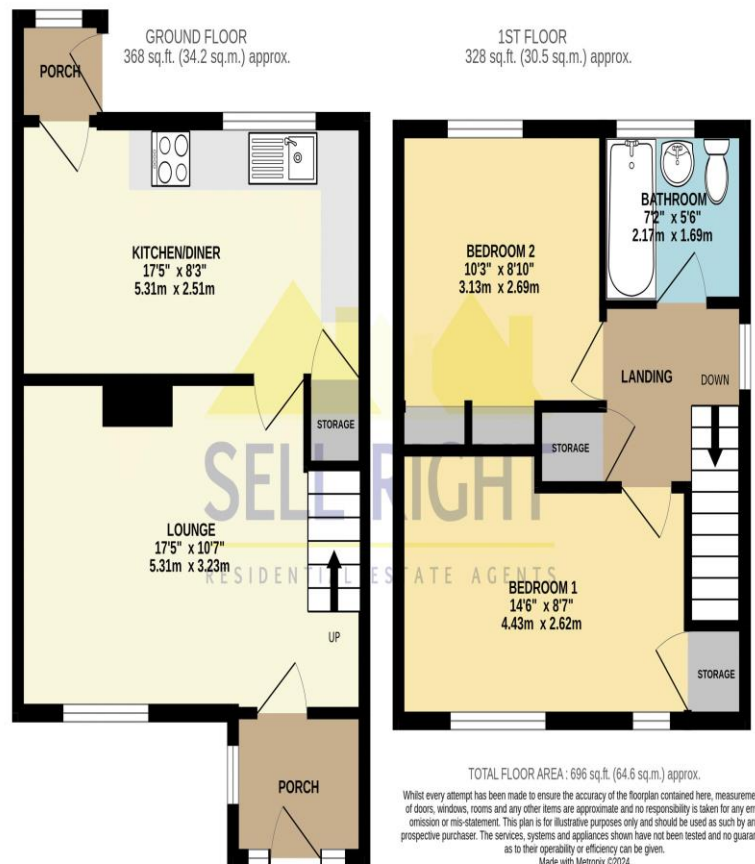 GROUND FLOOR
368 sq.ft. (34.2 sq.m.) approx.
PORCH
KITCHEN/DINER
17'5" x 8'3"
5.31m x 2.51m
STORAGE
LOUNGE
17'5" x 10'7"
5.31m x 3.23m
UP
PORCH
1ST FLOOR
328 sq.ft. (30.5 sq.m.) approx.
BEDROOM 2
10'3" x 8'10"
3.13m x 2.69m
BATHROOM
7'2" x 5'6"
2.17m x 1.69m
LANDING
DOWN
STORAGE
BEDROOM 1
14'6" x 8'7"
4.43m x 2.62m
STORAGE
SELL RIGHT
RESIDENTIAL ESTATE AGENTS
TOTAL FLOOR AREA : 696 sq.ft. (64.6 sq.m.) approx.
Whilst every attempt has been made to ensure the accuracy of the floorplan contained here, measureme
of doors, windows, rooms and any other items are approximate and no responsibility is taken for any err
omission or mis-statement. This plan is for illustrative purposes only and should be used as such by an
prospective purchaser. The services, systems and appliances shown have not been tested and no guaran
as to their operability or efficiency can be given.
Made with Metropix ©2024